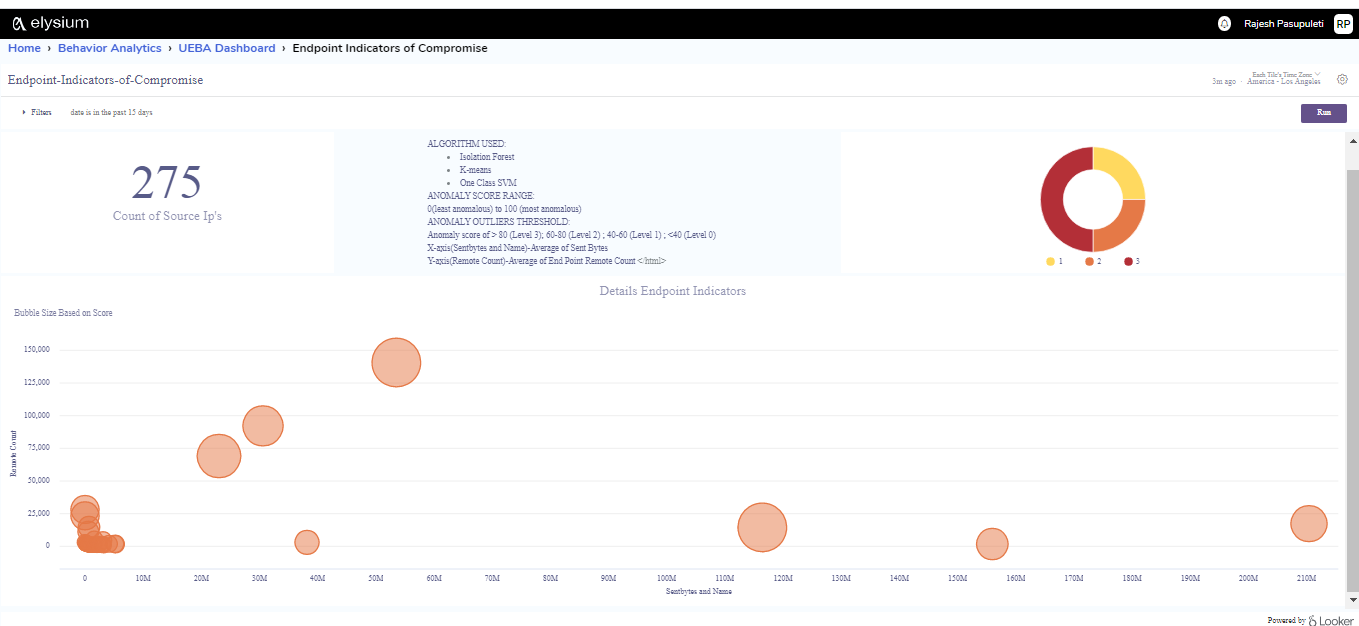 elysium
Rajesh Pasupuleti RP
Home › Behavior Analytics › UEBA Dashboard › Endpoint Indicators of Compromise
Endpoint-Indicators-of-Compromise
Each Tile's Time Zone
3m ago · America - Los Angeles
Filters date is in the past 15 days
Run
275
Count of Source Ip's
ALGORITHM USED:
• Isolation Forest
• K-means
• One Class SVM
ANOMALY SCORE RANGE:
0(least anomalous) to 100 (most anomalous)
ANOMALY OUTLIERS THRESHOLD:
Anomaly score of > 80 (Level 3); 60-80 (Level 2) ; 40-60 (Level 1) ; <40 (Level 0)
X-axis(Sentbytes and Name)-Average of Sent Bytes
Y-axis(Remote Count)-Average of End Point Remote Count </html>
1 2 3
Details Endpoint Indicators
Bubble Size Based on Score
150,000
125,000
100,000
75,000
50,000
25,000
0
Remote Count
0 10M 20M 30M 40M 50M 60M 70M 80M 90M 100M 110M 120M 130M 140M 150M 160M 170M 180M 190M 200M 210M
Sentbytes and Name
Powered by Looker